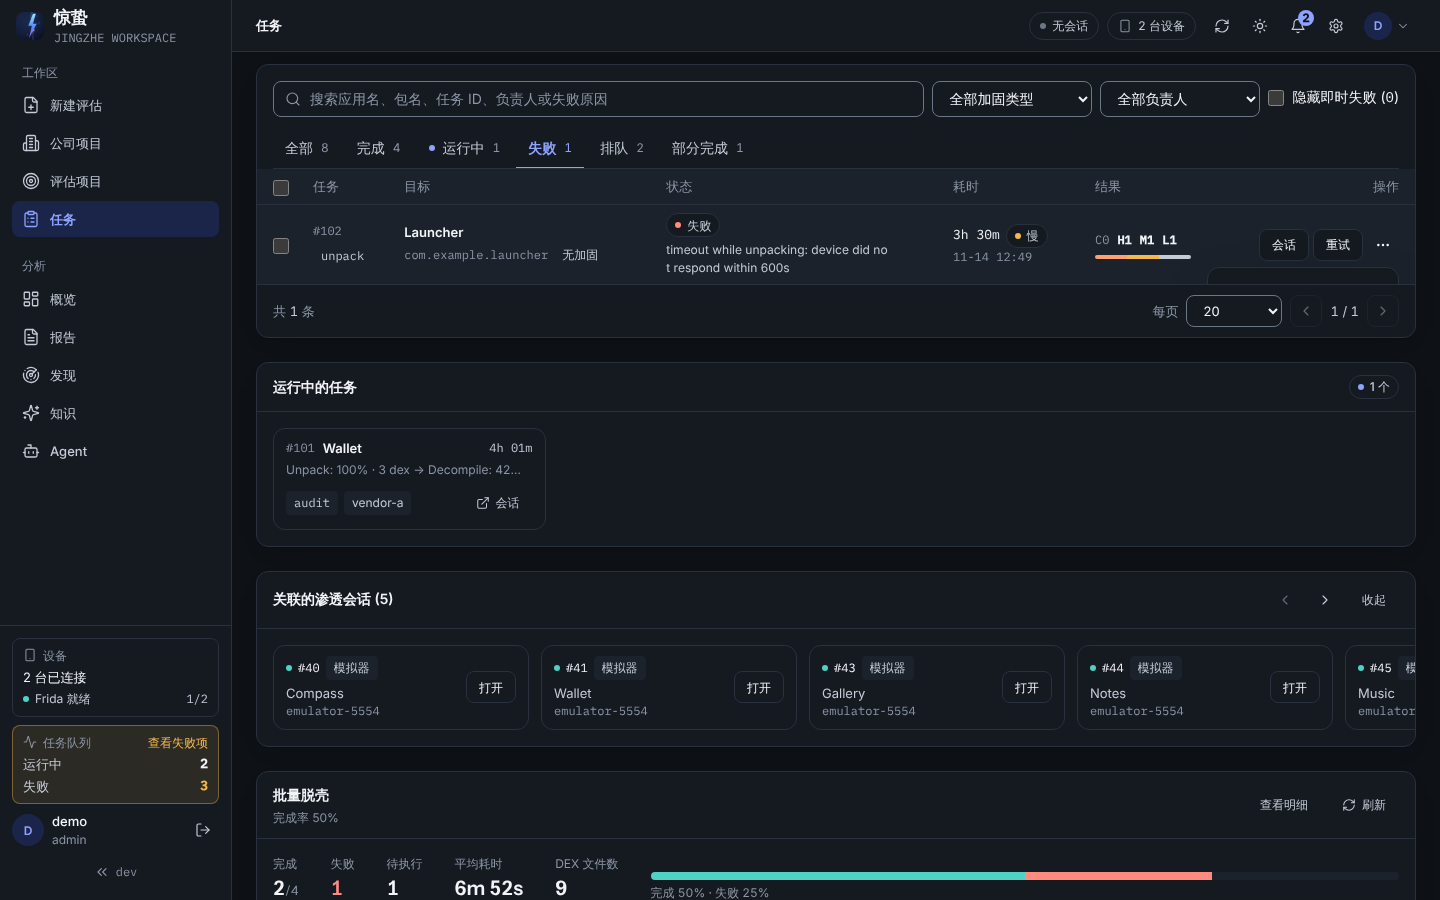 惊蛰
JINGZHE WORKSPACE
工作区
新建评估
公司项目
评估项目
任务
分析
概览
报告
发现
知识
Agent
设备
2 台已连接
Frida 就绪 1/2
任务队列 查看失败项
运行中 2
失败 3
D demo
admin
dev
任务
无会话 2 台设备 2 D
搜索应用名、包名、任务 ID、负责人或失败原因 全部加固类型 全部负责人 隐藏即时失败 (0)
全部 8 完成 4 运行中 1 失败 1 排队 2 部分完成 1
任务 目标 状态 耗时 结果 操作
#102 Launcher 失败 3h 30m 慢 C0 H1 M1 L1 会话 重试 ...
unpack com.example.launcher 无加固 timeout while unpacking: device did no 11-14 12:49
t respond within 600s
共 1 条 每页 20 1 / 1
运行中的任务 1 个
#101 Wallet 4h 01m
Unpack: 100% · 3 dex → Decompile: 42...
audit vendor-a 会话
关联的渗透会话 (5) 收起
#40 模拟器 #41 模拟器 #43 模拟器 #44 模拟器 #45 模
Compass 打开 Wallet 打开 Gallery 打开 Notes 打开 Music
emulator-5554 emulator-5554 emulator-5554 emulator-5554 emulator
批量脱壳 查看明细 刷新
完成率 50%
完成 失败 待执行 平均耗时 DEX 文件数
2/4 1 1 6m 52s 9
完成 50% · 失败 25%